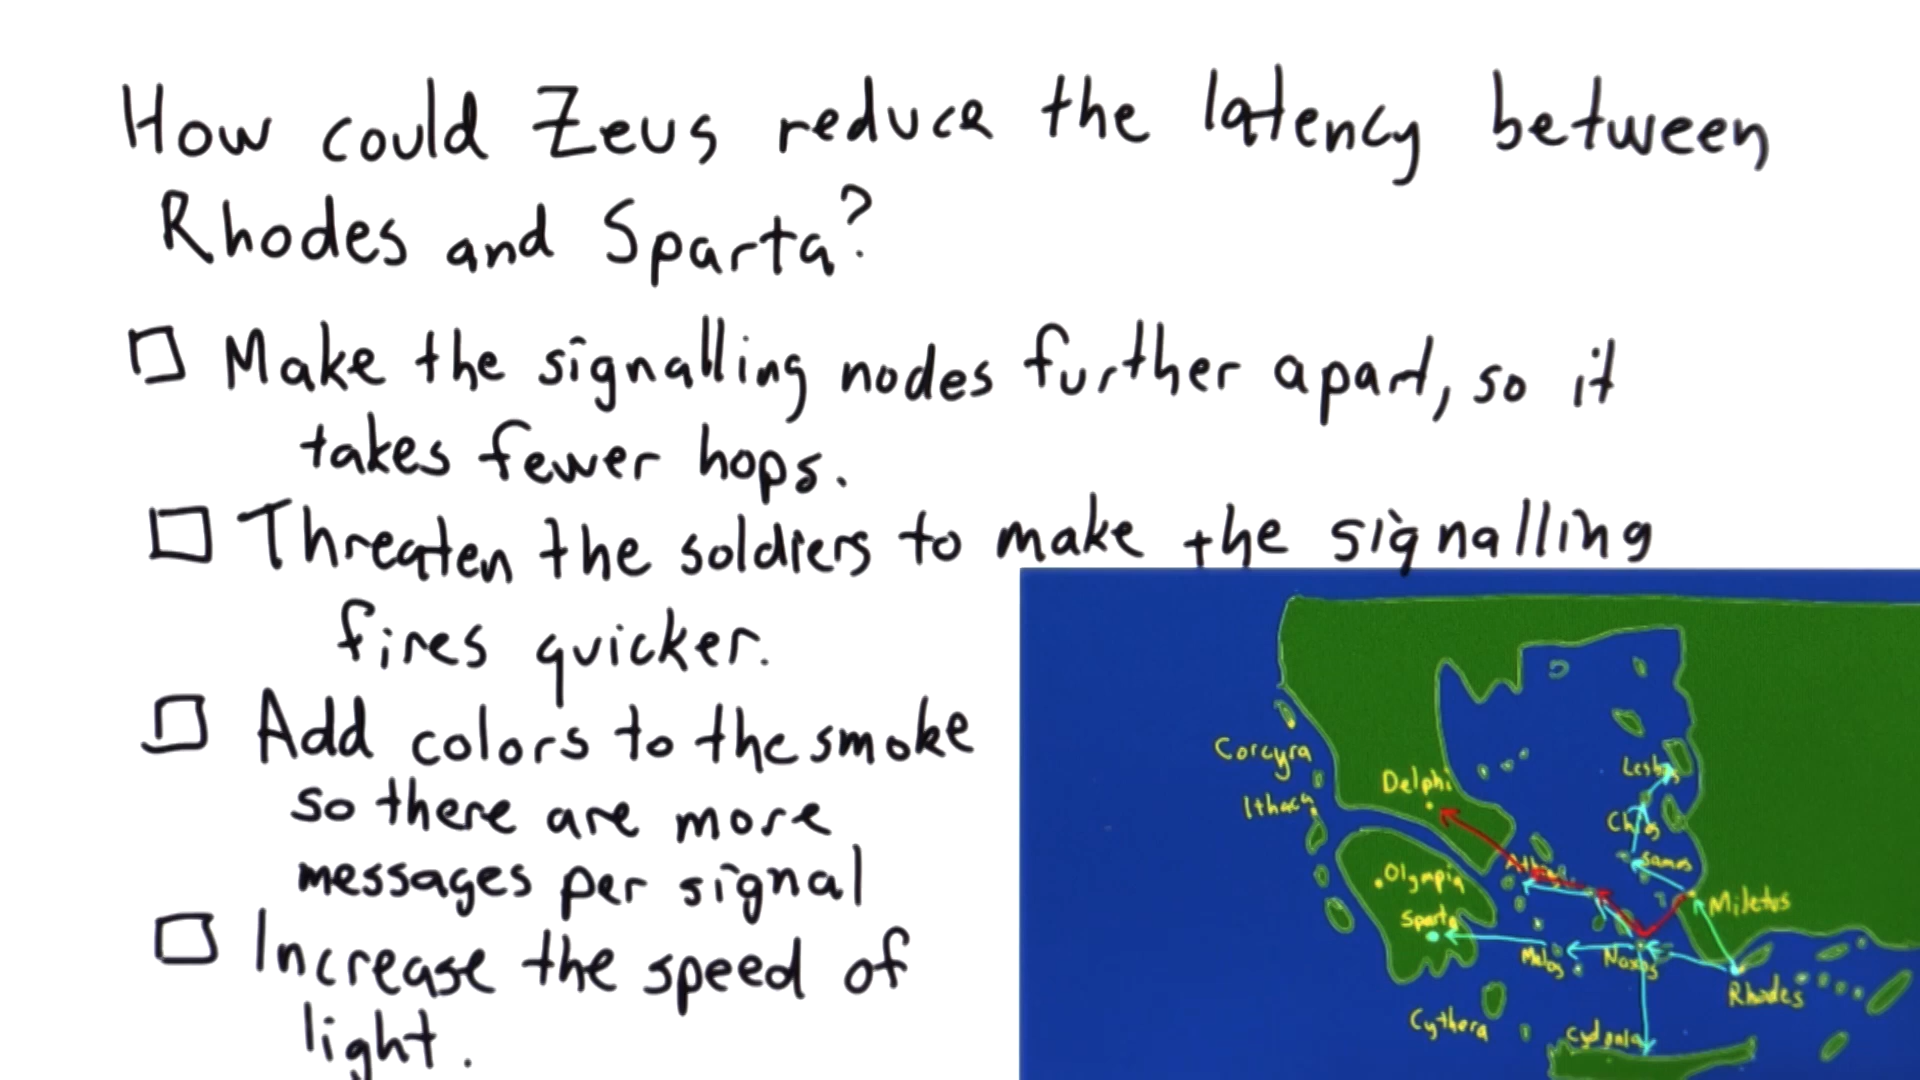 How could Zeus reduce the latency between
Rhodes and Sparta?
Make the signalling nodes further apart, so it
takes fewer hops.
Threaten the soldiers to make the signalling
fires quicker.
Add colors to the smoke
so there are more
messages per signal
Increase the speed of
light.
Corcyra
Ithaca
Delphi
Olympia
Sparta
Samos
Miletus
Melos
Naxos
Rhodes
Cythera